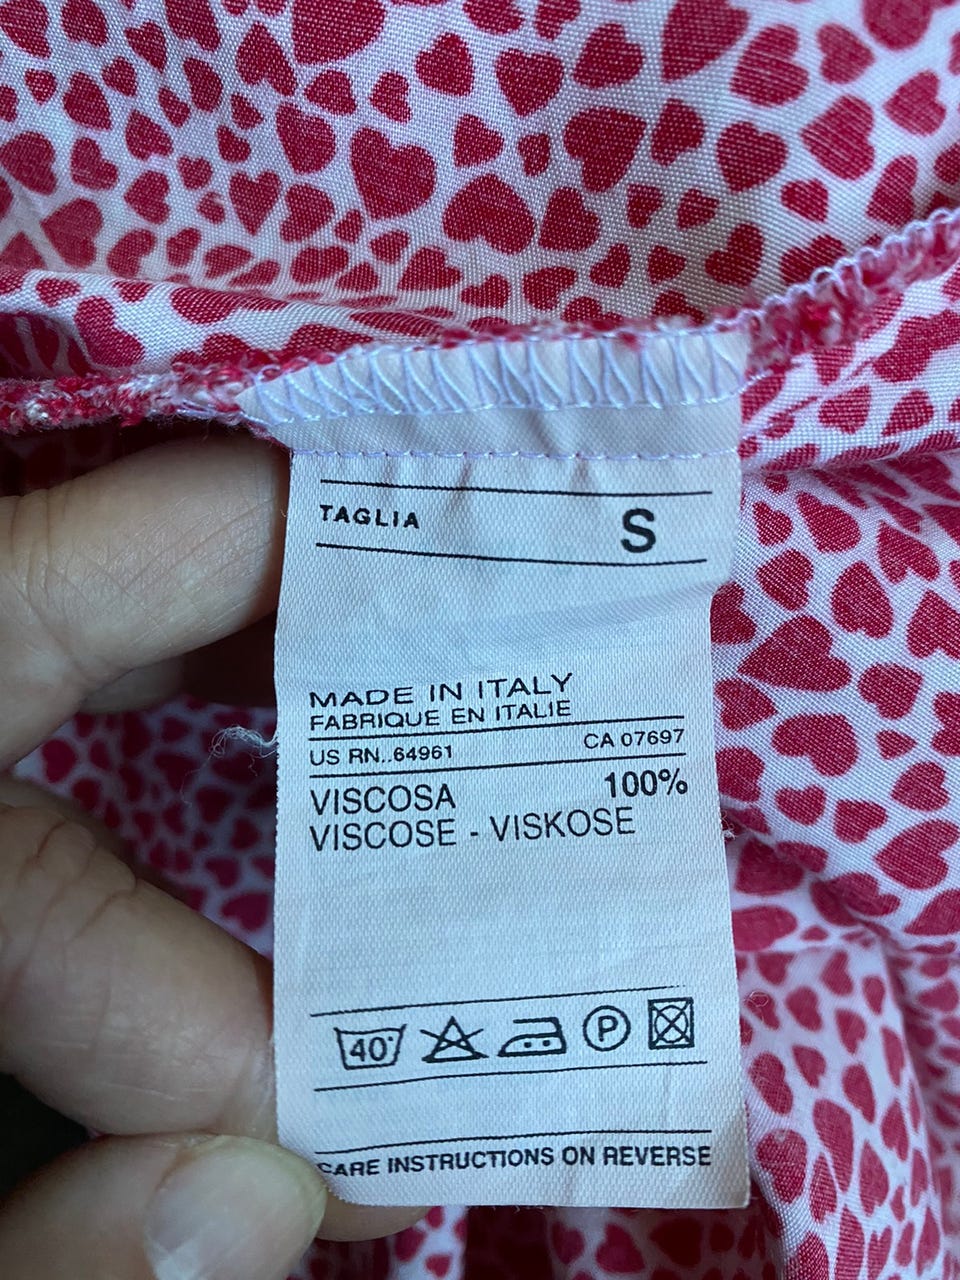 TAGLIA S
MADE IN ITALY
FABRIQUE EN ITALIE
US RN..64961 CA 07697
VISCOSA 100%
VISCOSE - VISKOSE
40° P
CARE INSTRUCTIONS ON REVERSE